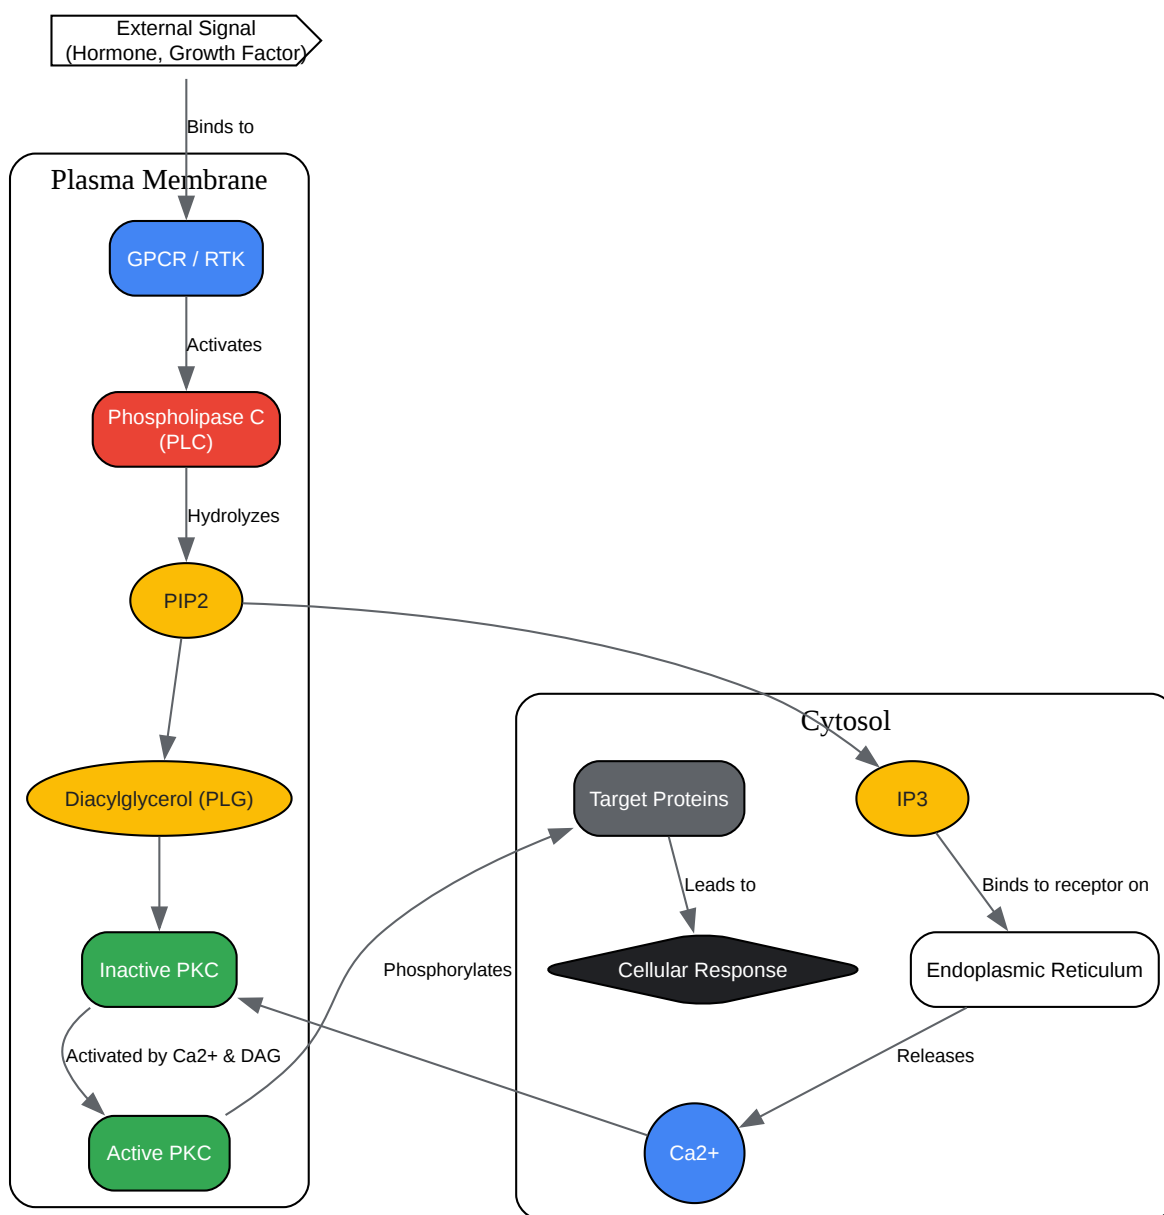 External Signal
(Hormone, Growth Factor)
Binds to
Plasma Membrane
GPCR / RTK
Activates
Phospholipase C
(PLC)
Hydrolyzes
PIP2
Cytosol
Diacylglycerol (PLG)
Target Proteins
IP3
Leads to
Binds to receptor on
Inactive PKC
Phosphorylates
Cellular Response
Endoplasmic Reticulum
Activated by Ca2+ & DAG
Releases
Active PKC
Ca2+